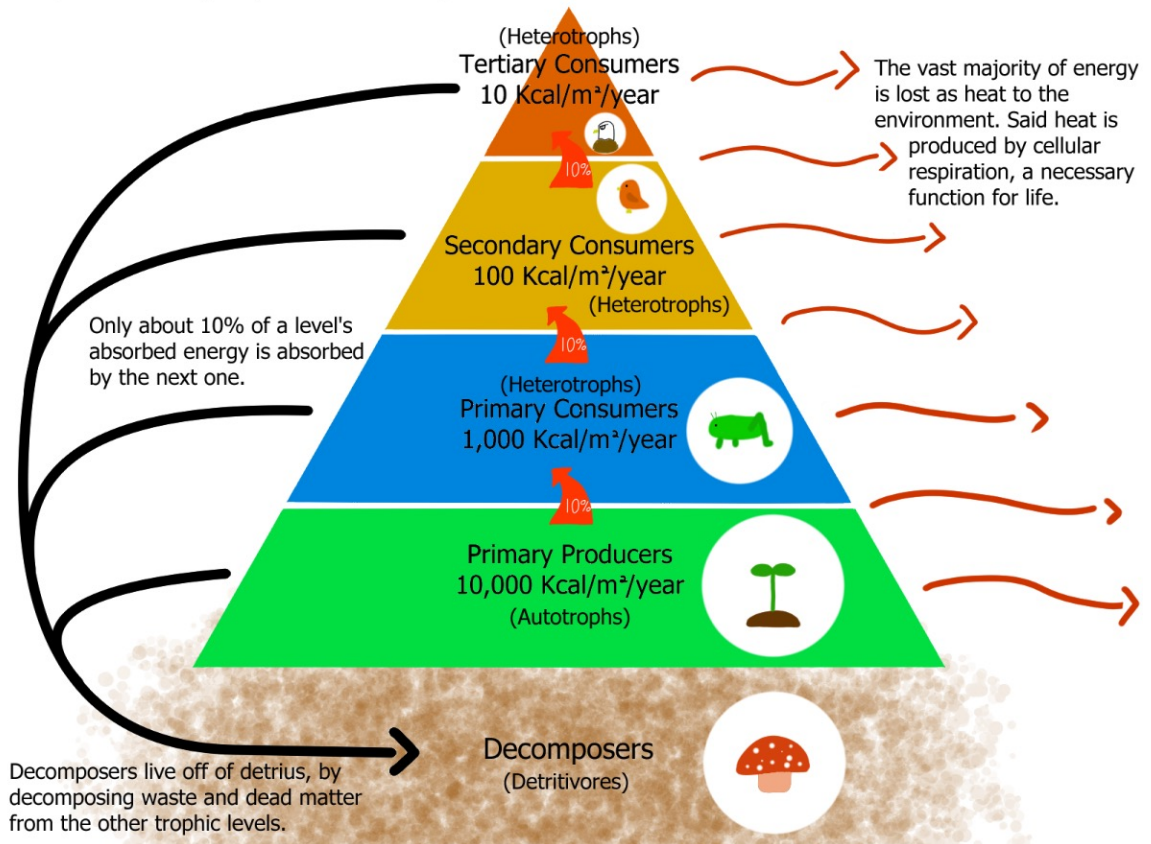 (Heterotrophs)
Tertiary Consumers
10 Kcal/m²/year
The vast majority of energy
is lost as heat to the
environment. Said heat is
produced by cellular
respiration, a necessary
function for life.
10%
Secondary Consumers
100 Kcal/m²/year
(Heterotrophs)
Only about 10% of a level's
absorbed energy is absorbed
by the next one.
10%
(Heterotrophs)
Primary Consumers
1,000 Kcal/m²/year
10%
Primary Producers
10,000 Kcal/m²/year
(Autotrophs)
Decomposers
(Detritivores)
Decomposers live off of detrius, by
decomposing waste and dead matter
from the other trophic levels.